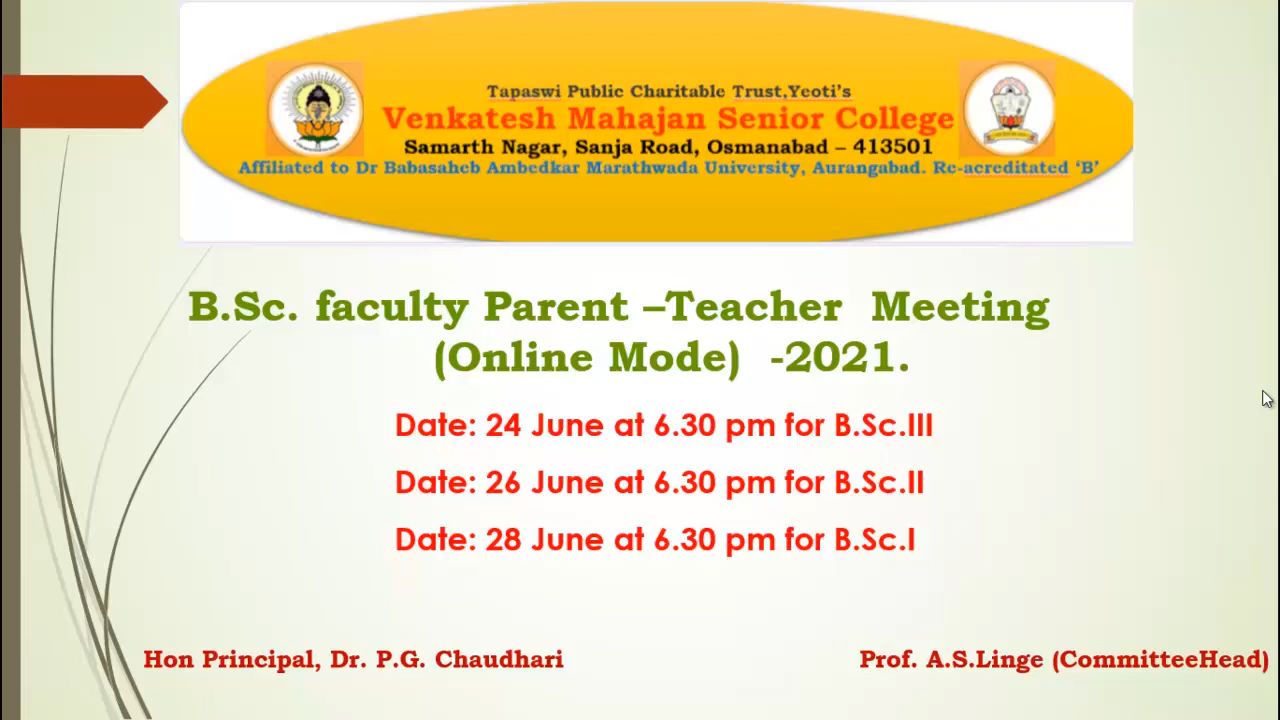 Tapaswi Public Charitable Trust,Yeoti's
Venkatesh Mahajan Senior College
Samarth Nagar, Sanja Road, Osmanabad – 413501
Affiliated to Dr Babasaheb Ambedkar Marathwada University, Aurangabad. Re-acreditated ‘B’
B.Sc. faculty Parent –Teacher Meeting
(Online Mode) -2021.
Date: 24 June at 6.30 pm for B.Sc.III
Date: 26 June at 6.30 pm for B.Sc.II
Date: 28 June at 6.30 pm for B.Sc.I
Hon Principal, Dr. P.G. Chaudhari
Prof. A.S.Linge (CommitteeHead)